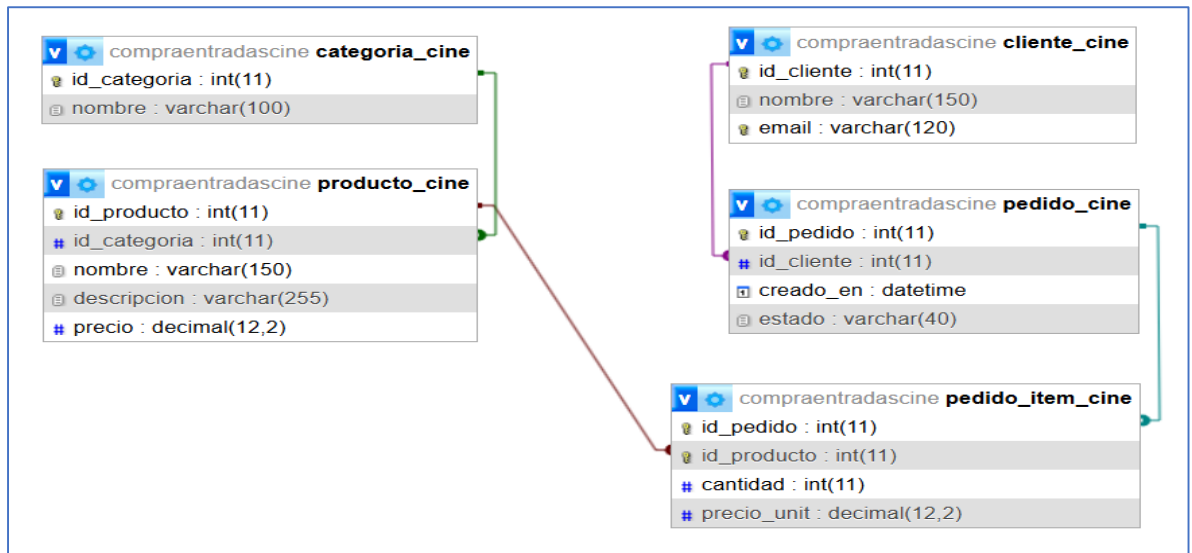 compraentradascine categoria_cine
id_categoria : int(11)
nombre : varchar(100)
compraentradascine producto_cine
id_producto : int(11)
id_categoria : int(11)
nombre : varchar(150)
descripcion : varchar(255)
precio : decimal(12,2)
compraentradascine cliente_cine
id_cliente : int(11)
nombre : varchar(150)
email : varchar(120)
compraentradascine pedido_cine
id_pedido : int(11)
id_cliente : int(11)
creado_en : datetime
estado : varchar(40)
compraentradascine pedido_item_cine
id_pedido : int(11)
id_producto : int(11)
cantidad : int(11)
precio_unit : decimal(12,2)